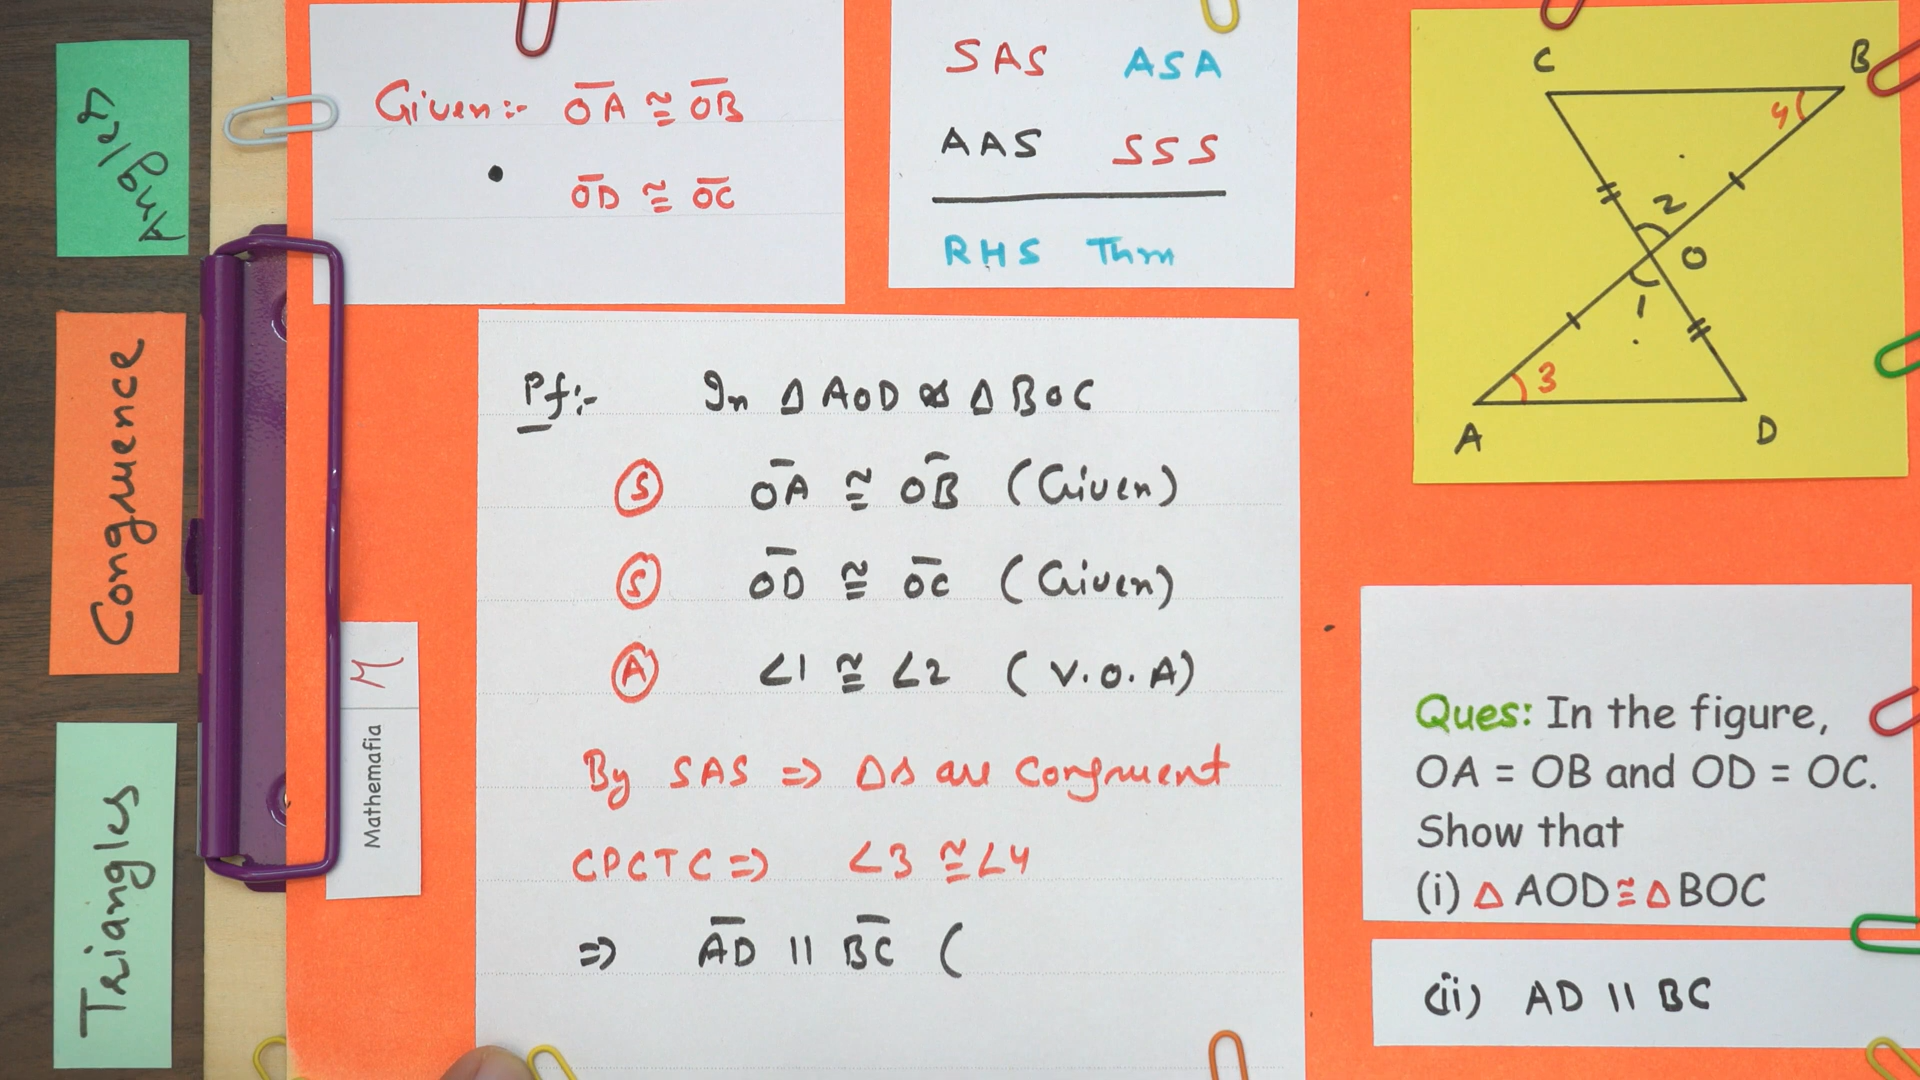 Angles
Congruence
Triangles
M
Mathemafia
Given:- OA ≅ OB
OD ≅ OC
SAS ASA
AAS SSS
RHS Thm
C B
4
2
O
1
3
A D
Pf:- In Δ AOD & Δ BOC
S OA ≅ OB (Given)
S OD ≅ OC (Given)
A ∠1 ≅ ∠2 (V.O.A)
By SAS ⇒ Δs are congruent
CPCTC ⇒ ∠3 ≅ ∠4
⇒ AD || BC (
Ques: In the figure,
OA = OB and OD = OC.
Show that
(i) Δ AOD ≅ Δ BOC
(ii) AD || BC